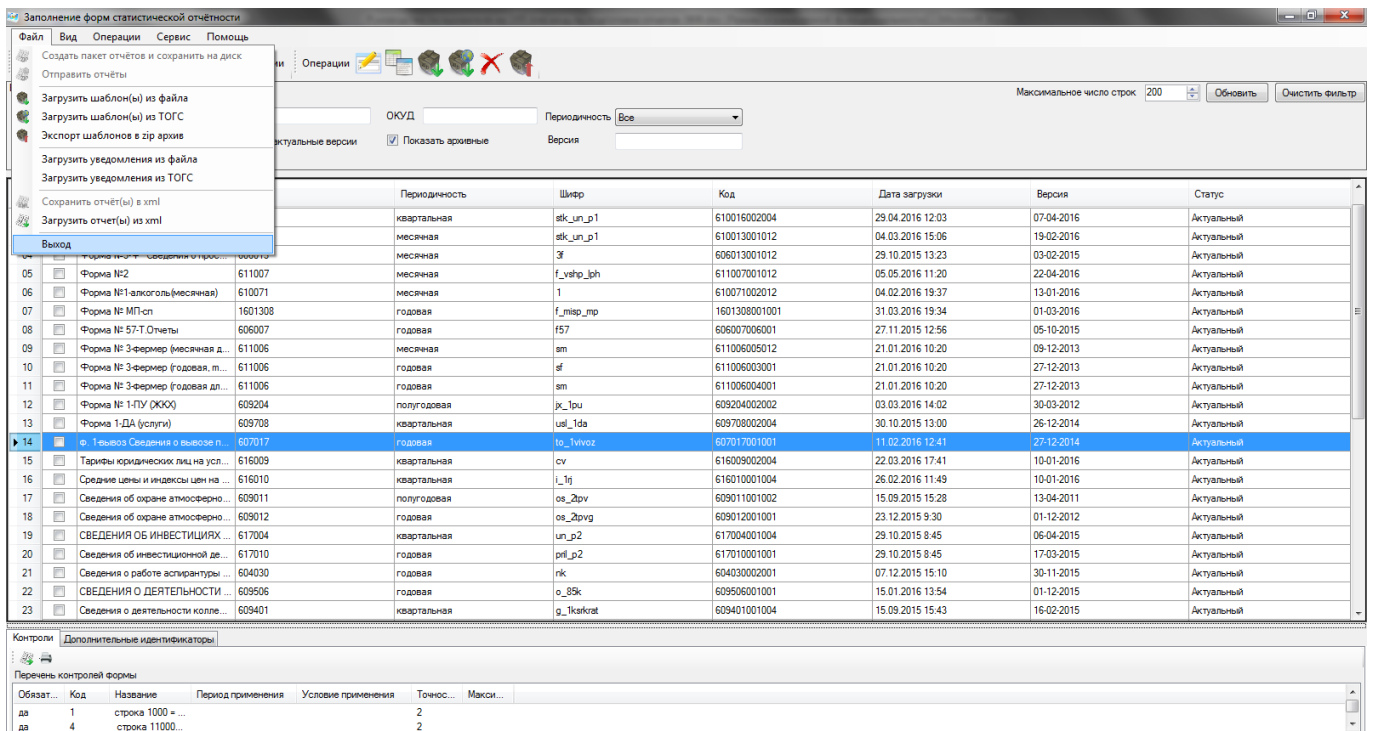 Заполнение форм статистической отчётности
Файл Вид Операции Сервис Помощь
Создать пакет отчётов и сохранить на диск
Отправить отчёты
Загрузить шаблон(ы) из файла
Загрузить шаблон(ы) из ТОГС
Экспорт шаблонов в zip архив
Загрузить уведомления из файла
Загрузить уведомления из ТОГС
Сохранить отчёт(ы) в xml
Загрузить отчет(ы) из xml
Выход
ии Операции
Максимальное число строк 200 Обновить Очистить фильтр
ОКУД Периодичность Все
актуальные версии Показать архивные Версия
Периодичность Шифр Код Дата загрузки Версия Статус
квартальная stk_un_p1 610016002004 29.04.2016 12:03 07-04-2016 Актуальный
месячная stk_un_p1 610013001012 04.03.2016 15:06 19-02-2016 Актуальный
месячная 3f 606013001012 29.10.2015 13:23 03-02-2015 Актуальный
05 Форма №2 611007 месячная f_vshp_lph 611007001012 05.05.2016 11:20 22-04-2016 Актуальный
06 Форма №1-алкоголь(месячная) 610071 месячная 1 610071002012 04.02.2016 19:37 13-01-2016 Актуальный
07 Форма № МП-сп 1601308 годовая f_misp_mp 1601308001001 31.03.2016 19:34 01-03-2016 Актуальный
08 Форма № 57-Т.Отчеты 606007 годовая f57 606007006001 27.11.2015 12:56 05-10-2015 Актуальный
09 Форма № 3-фермер (месячная д... 611006 месячная sm 611006005012 21.01.2016 10:20 09-12-2013 Актуальный
10 Форма № 3-фермер (годовая, m... 611006 годовая sf 611006003001 21.01.2016 10:20 27-12-2013 Актуальный
11 Форма № 3-фермер (годовая дл... 611006 годовая sm 611006004001 21.01.2016 10:20 27-12-2013 Актуальный
12 Форма № 1-ПУ (ЖКХ) 609204 полугодовая jx_1pu 609204002002 03.03.2016 14:02 30-03-2012 Актуальный
13 Форма 1-ДА (услуги) 609708 квартальная usl_1da 609708002004 30.10.2015 13:00 26-12-2014 Актуальный
14 ф. 1-вывоз Сведения о вывозе п... 607017 годовая to_1vivoz 607017001001 11.02.2016 12:41 27-12-2014 Актуальный
15 Тарифы юридических лиц на усл... 616009 квартальная cv 616009002004 22.03.2016 17:41 10-01-2016 Актуальный
16 Средние цены и индексы цен на ... 616010 квартальная i_1rj 616010001004 26.02.2016 11:49 10-01-2016 Актуальный
17 Сведения об охране атмосферно... 609011 полугодовая os_2tpv 609011001002 15.09.2015 15:28 13-04-2011 Актуальный
18 Сведения об охране атмосферно... 609012 годовая os_2tpvg 609012001001 23.12.2015 9:30 01-12-2012 Актуальный
19 СВЕДЕНИЯ ОБ ИНВЕСТИЦИЯХ ... 617004 квартальная un_p2 617004001004 29.10.2015 8:45 06-04-2015 Актуальный
20 Сведения об инвестиционной де... 617010 годовая pril_p2 617010001001 29.10.2015 8:45 17-03-2015 Актуальный
21 Сведения о работе аспирантуры ... 604030 годовая nk 604030002001 07.12.2015 15:10 30-11-2015 Актуальный
22 СВЕДЕНИЯ О ДЕЯТЕЛЬНОСТИ ... 609506 годовая o_85k 609506001001 15.01.2016 13:54 01-12-2015 Актуальный
23 Сведения о деятельности колле... 609401 квартальная g_1ksrkrat 609401001004 15.09.2015 15:43 16-02-2015 Актуальный
Контроли Дополнительные идентификаторы
Перечень контролей формы
Обязат... Код Название Период применения Условие применения Точнос... Макси...
да 1 строка 1000 = ... 2
да 4 строка 11000... 2